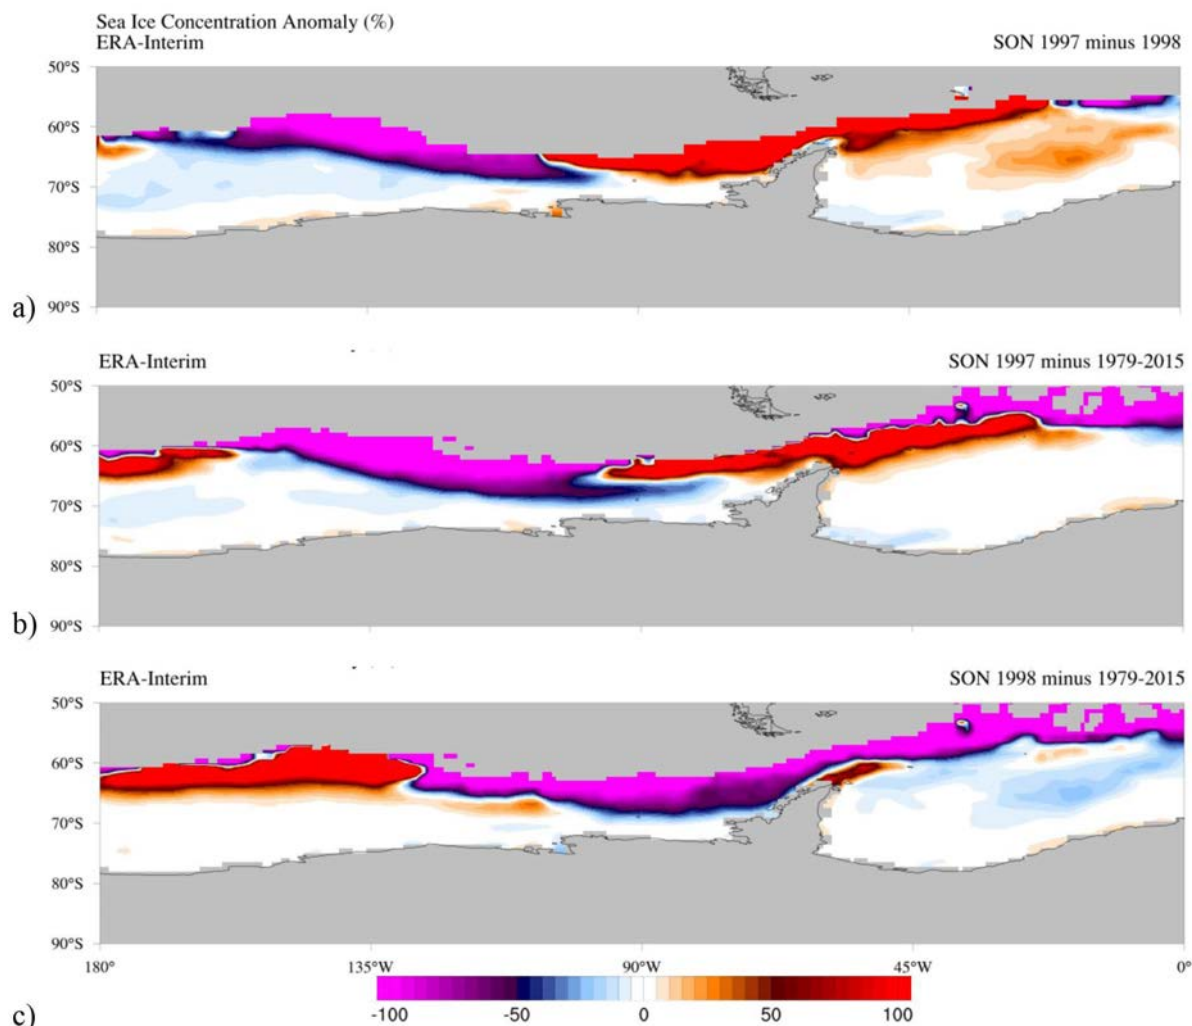 Sea Ice Concentration Anomaly (%)
ERA-Interim
SON 1997 minus 1998
50°S
60°S
70°S
80°S
90°S
a)
ERA-Interim
SON 1997 minus 1979-2015
50°S
60°S
70°S
80°S
90°S
b)
ERA-Interim
SON 1998 minus 1979-2015
50°S
60°S
70°S
80°S
90°S
180°
135°W
90°W
45°W
0°
-100
-50
0
50
100
c)